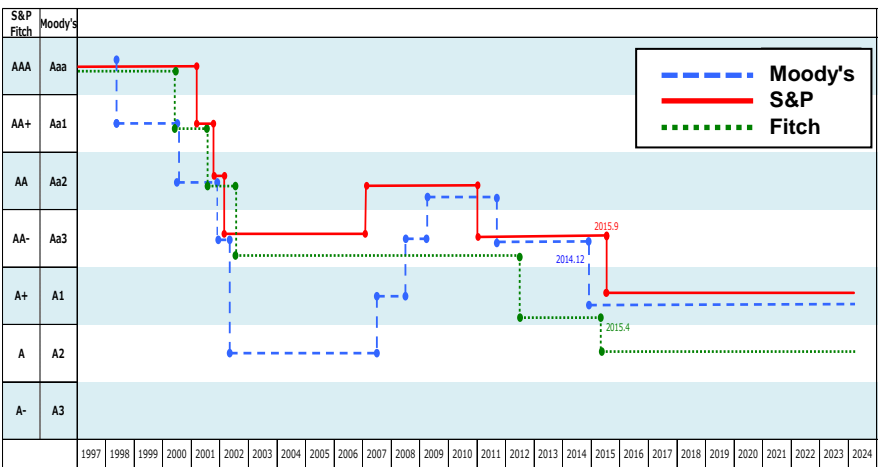 S&P
Fitch
Moody's
AAA Aaa
AA+ Aa1
AA Aa2
AA- Aa3
A+ A1
A A2
A- A3
Moody's
S&P
Fitch
2015.9
2014.12
2015.4
1997 1998 1999 2000 2001 2002 2003 2004 2005 2006 2007 2008 2009 2010 2011 2012 2013 2014 2015 2016 2017 2018 2019 2020 2021 2022 2023 2024